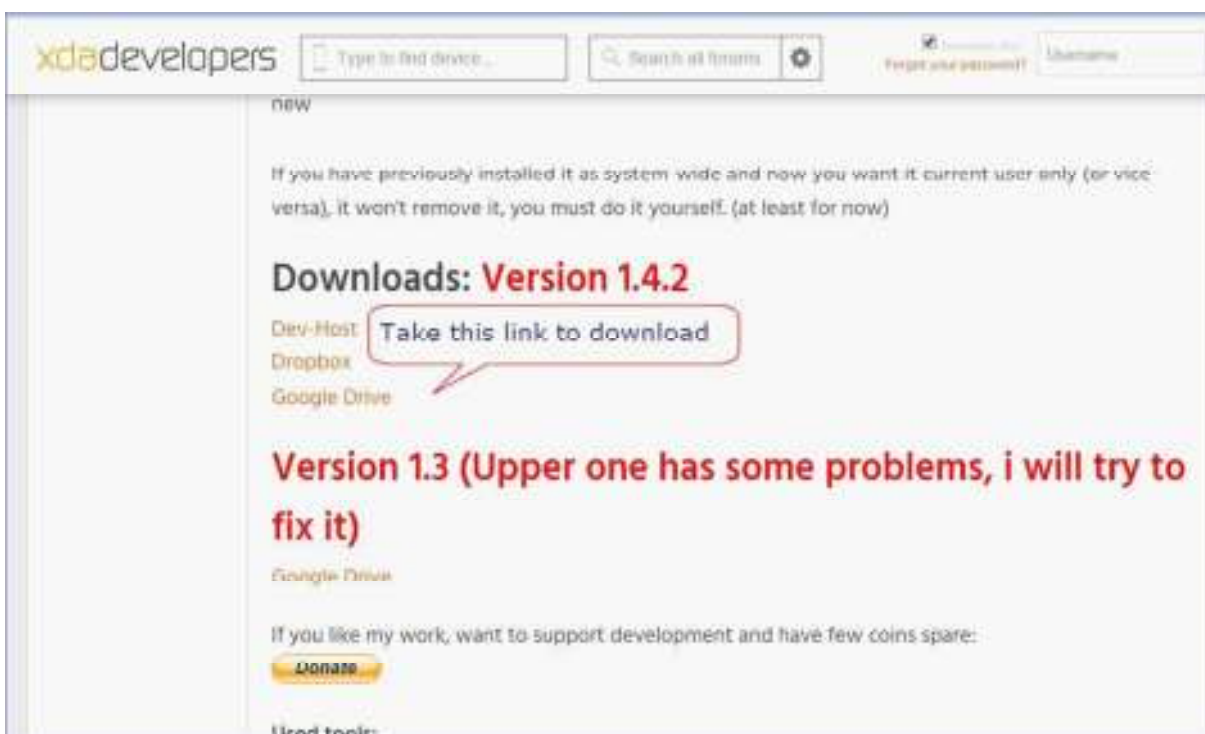 xdadevelopers
Type to find device...
Search all forums
Forgot your password?
Username
new
If you have previously installed it as system wide and now you want it current user only (or vice
versa), it won't remove it, you must do it yourself. (at least for now)
Downloads: Version 1.4.2
Dev-Host
Take this link to download
Dropbox
Google Drive
Version 1.3 (Upper one has some problems, i will try to
fix it)
Google Drive
If you like my work, want to support development and have few coins spare:
Donate
Used tools: